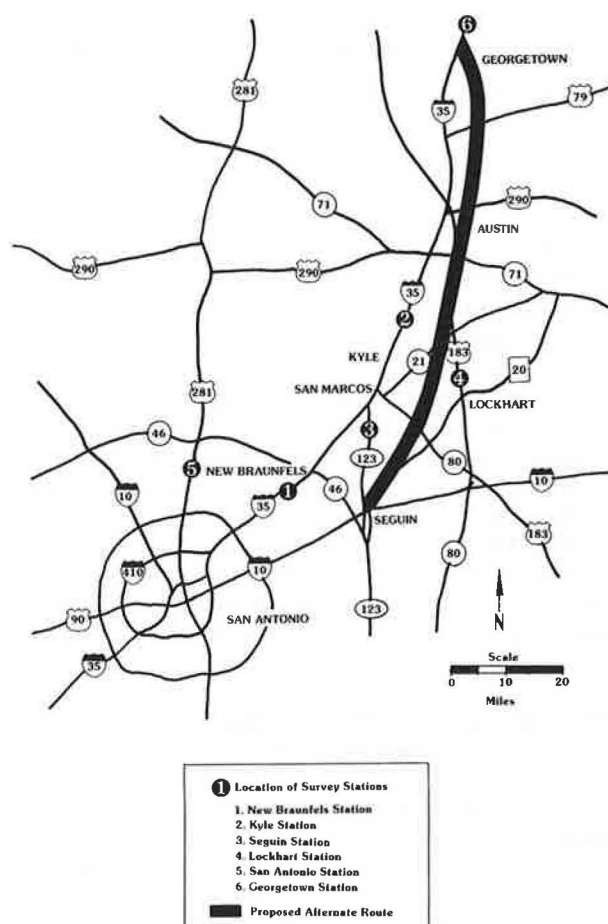 6
GEORGETOWN
281
35
79
71
290
AUSTIN
290
290
35
71
2
KYLE
21
183
20
SAN MARCOS
4
281
LOCKHART
3
46
5
NEW BRAUNFELS
123
80
10
1
46
10
35
SEGUIN
183
410
10
80
N
90
SAN ANTONIO
123
35
Scale
0 10 20
Miles
1 Location of Survey Stations
1. New Braunfels Station
2. Kyle Station
3. Seguin Station
4. Lockhart Station
5. San Antonio Station
6. Georgetown Station
Proposed Alternate Route